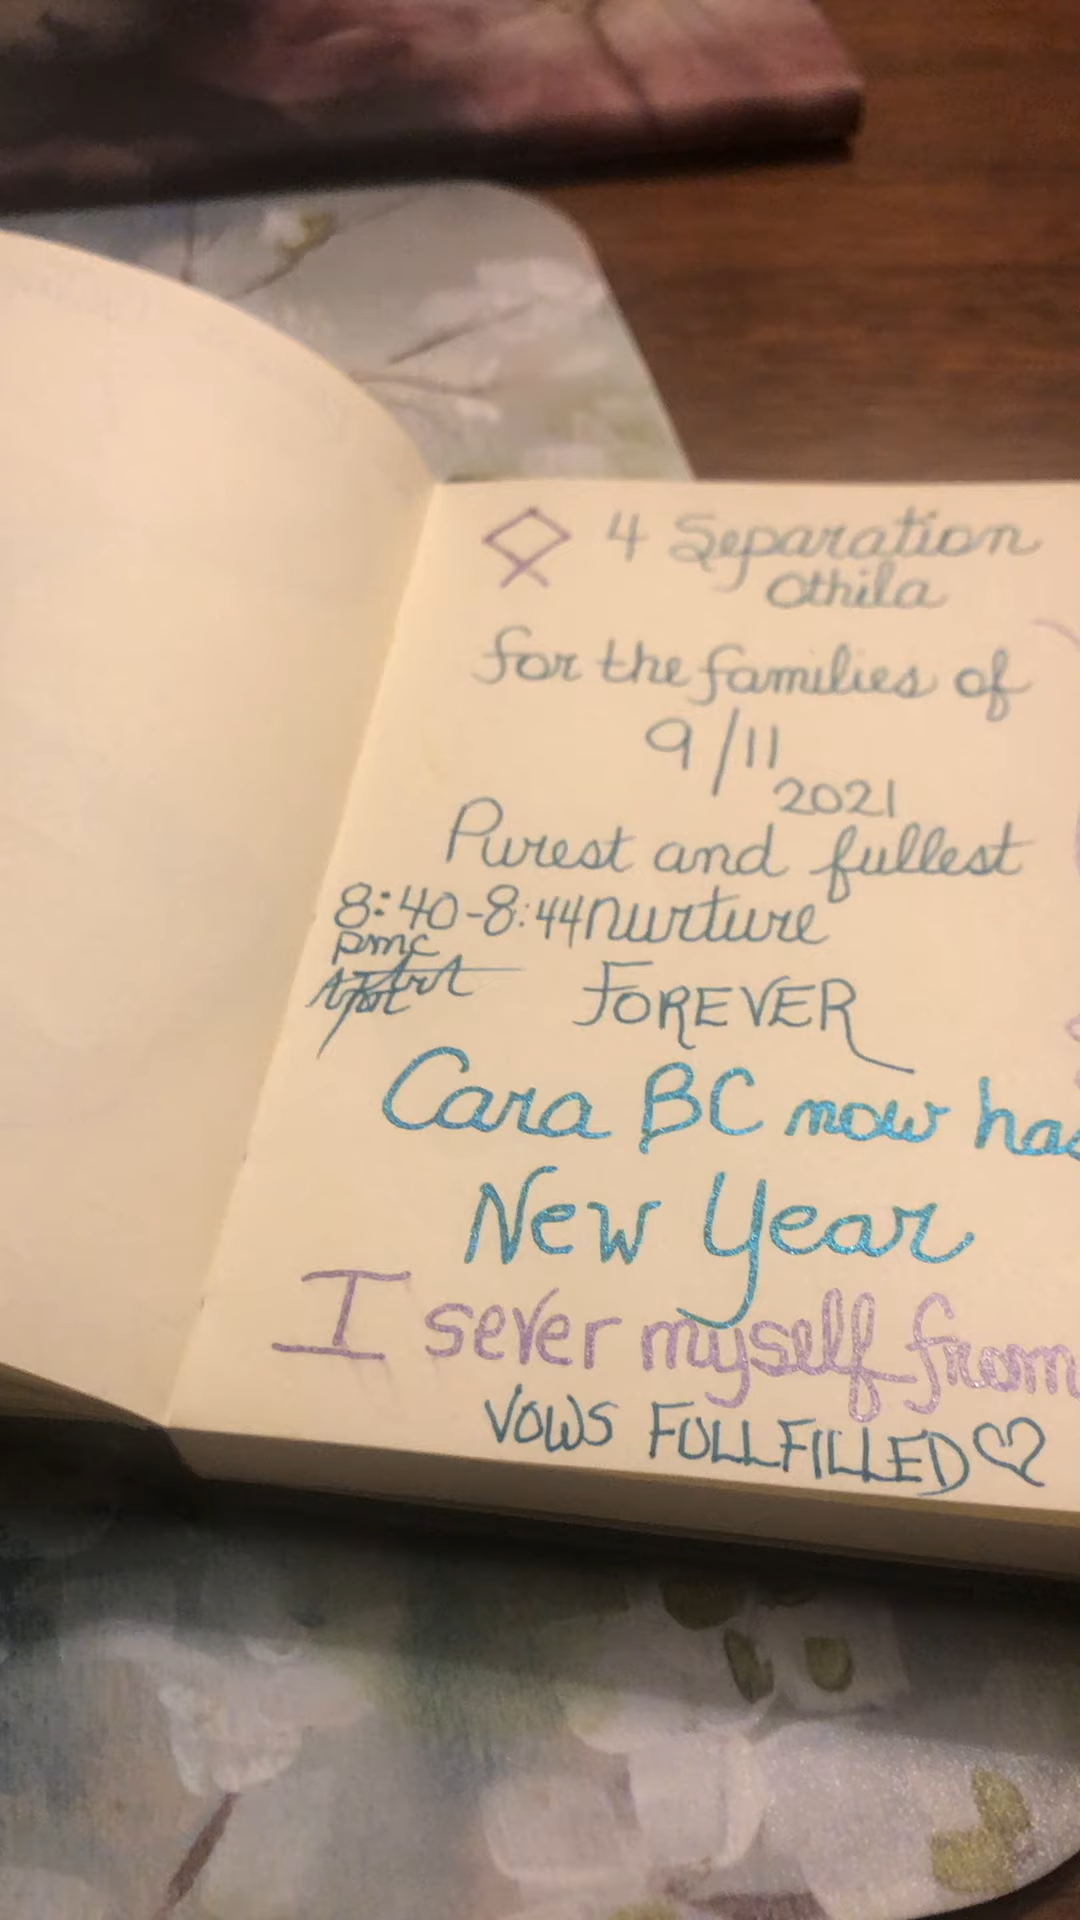 4 Separation
Othila
for the families of
9/11
2021
Purest and fullest
8:40-8:44 nurture
pmc
FOREVER
Cara BC now has
New Year
I sever myself from
VOWS FULLFILLED